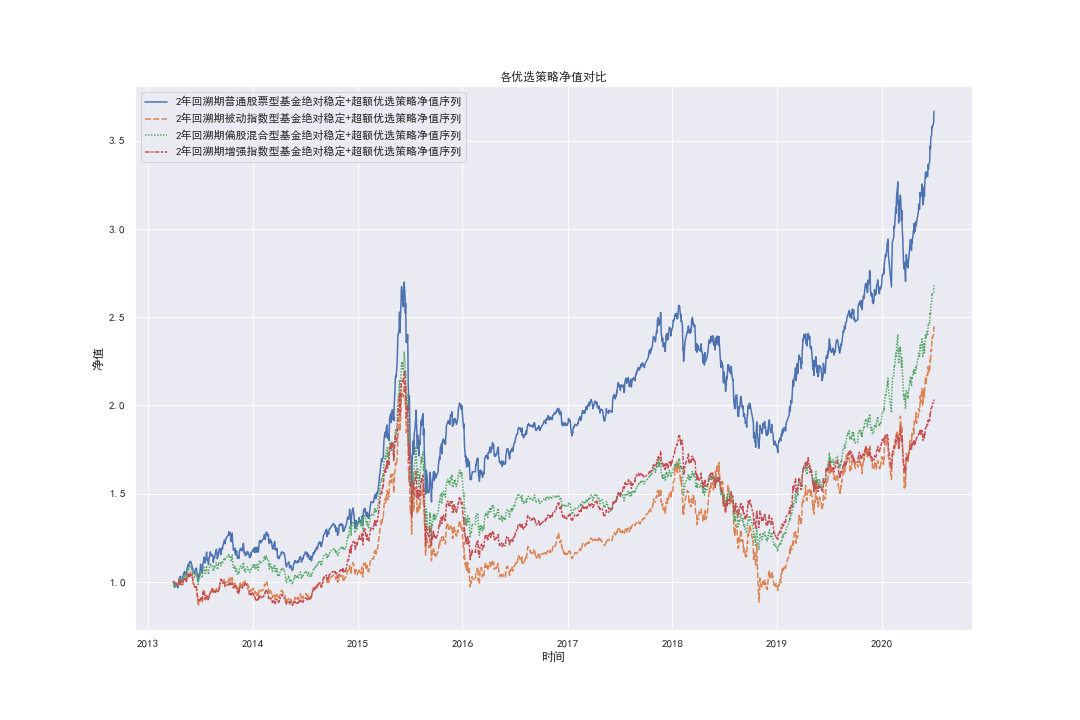 各优选策略净值对比
2年回溯期普通股票型基金绝对稳定+超额优选策略净值序列
2年回溯期被动指数型基金绝对稳定+超额优选策略净值序列
2年回溯期偏股混合型基金绝对稳定+超额优选策略净值序列
2年回溯期增强指数型基金绝对稳定+超额优选策略净值序列
3.5
3.0
2.5
2.0
1.5
1.0
净值
2013 2014 2015 2016 2017 2018 2019 2020
时间